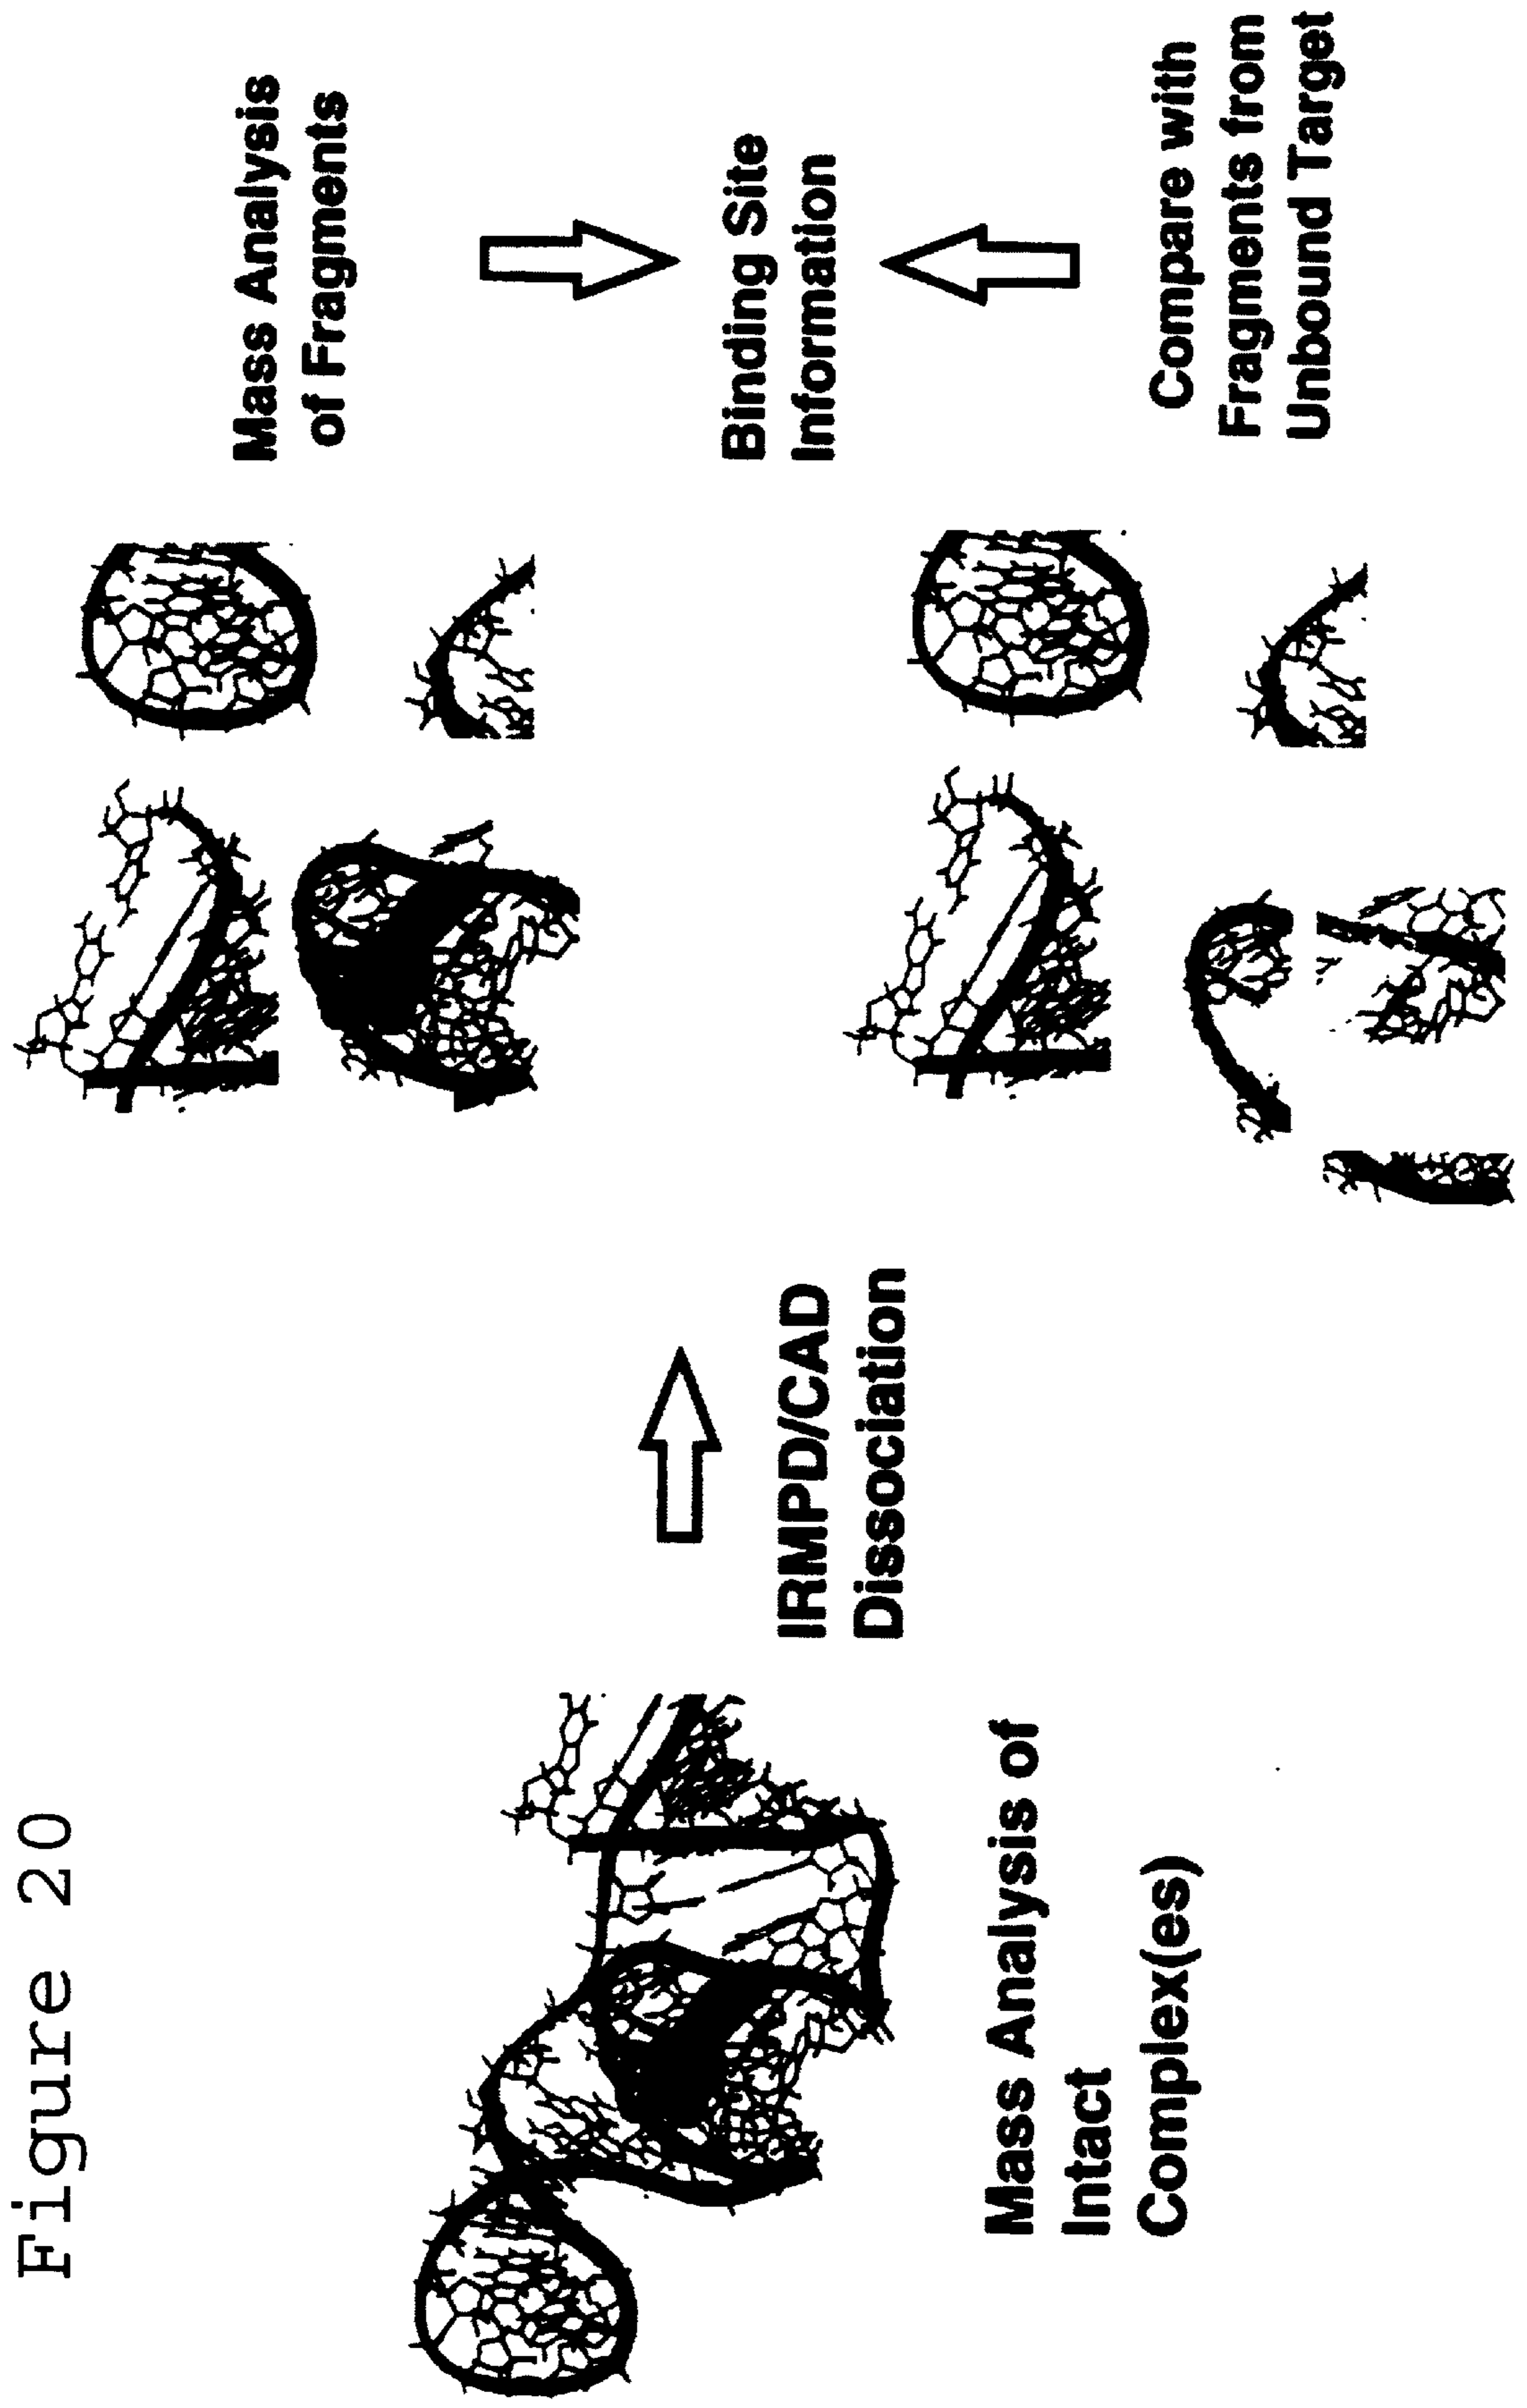 Figure 20
Mass Analysis of
Intact
Complex(es)
IRMPD/CAD
Dissociation
Mass Analysis
of Fragments
Binding Site
Information
Compare with
Fragments from
Unbound Target